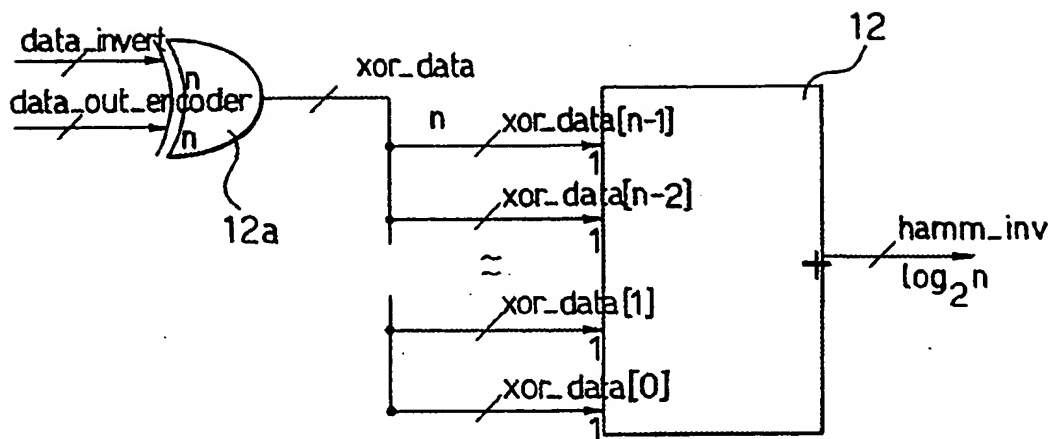 12
data_invert
n
xor_data
data_out_encoder
n
n
xor_data[n-1]
1
12a
xor_data[n-2]
1
hamm_inv
+
log2n
≈
xor_data[1]
1
xor_data[0]
1